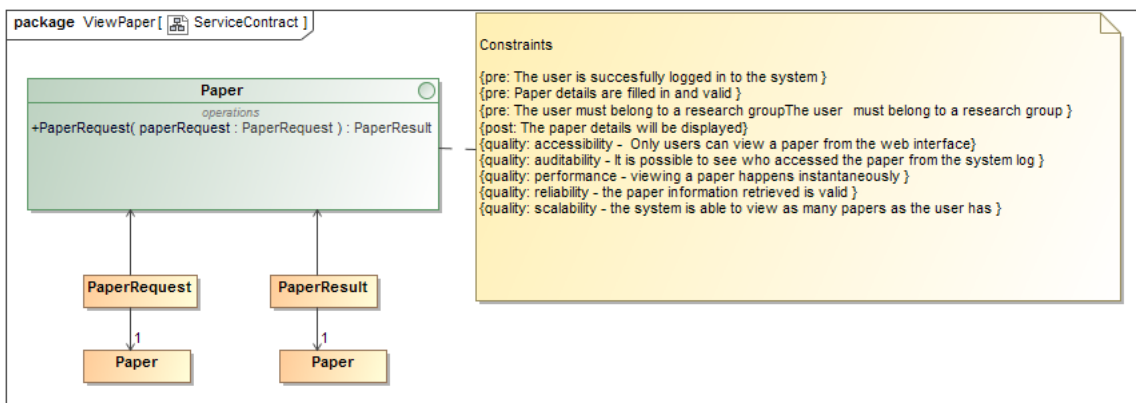 package ViewPaper [ ServiceContract ]
Paper
operations
+PaperRequest( paperRequest : PaperRequest ) : PaperResult
Constraints
{pre: The user is succesfully logged in to the system }
{pre: Paper details are filled in and valid }
{pre: The user must belong to a research groupThe user must belong to a research group }
{post: The paper details will be displayed}
{quality: accessibility - Only users can view a paper from the web interface}
{quality: auditability - It is possible to see who accessed the paper from the system log }
{quality: performance - viewing a paper happens instantaneously }
{quality: reliability - the paper information retrieved is valid }
{quality: scalability - the system is able to view as many papers as the user has }
PaperRequest
PaperResult
1
1
Paper
Paper